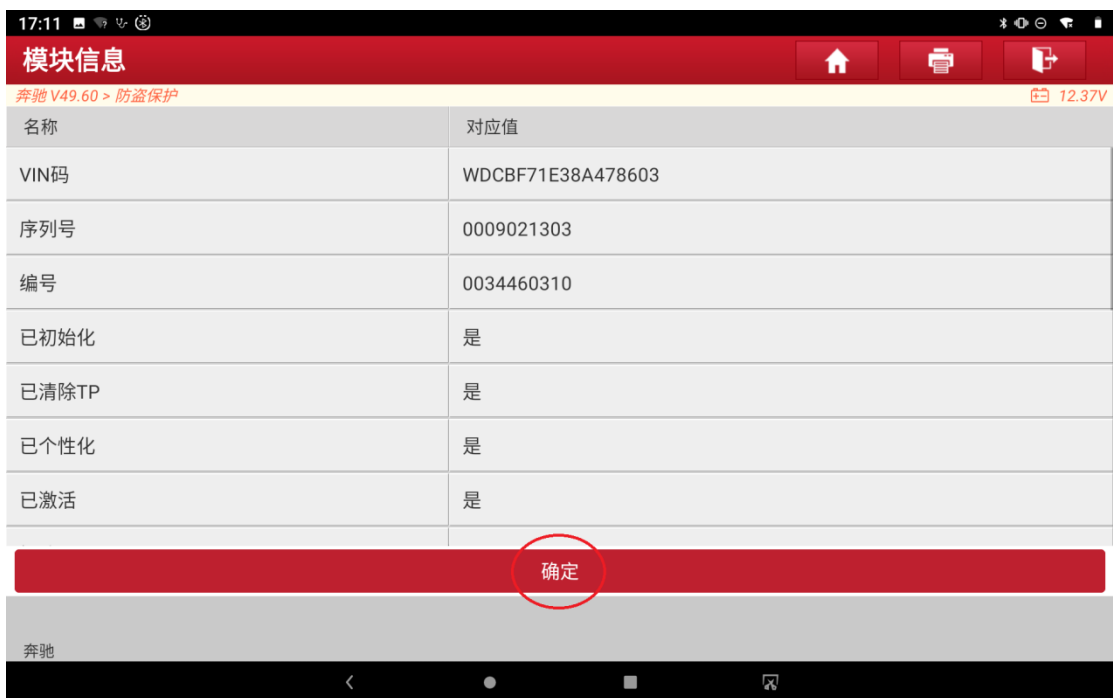 17:11
模块信息
奔驰 V49.60 > 防盗保护 12.37V
名称 对应值
VIN码 WDCBF71E38A478603
序列号 0009021303
编号 0034460310
已初始化 是
已清除TP 是
已个性化 是
已激活 是
确定
奔驰